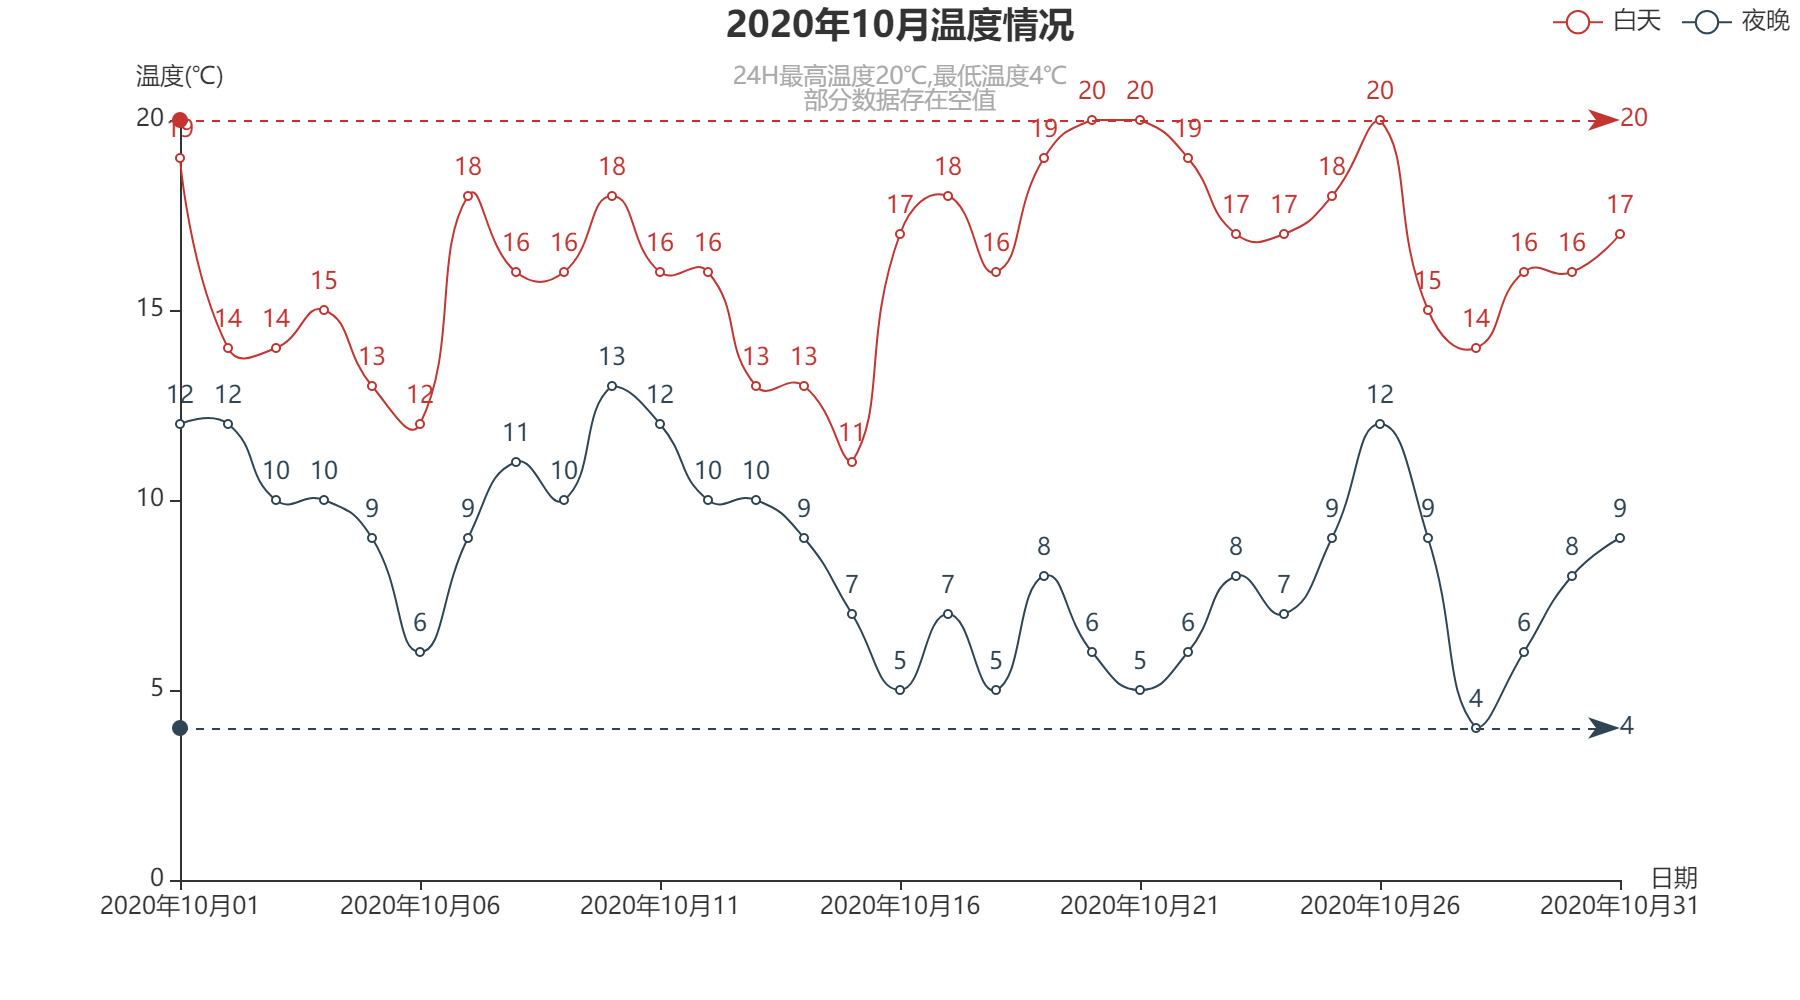 2020年10月温度情况
白天
夜晚
温度(℃)
24H最高温度20℃,最低温度4℃
部分数据存在空值
20
15
10
5
0
19 14 14 15 13 12 18 16 16 18 16 16 13 13 11 17 18 16 19 20 20 19 17 17 18 20 15 14 16 16 17
20
12 12 10 10 9 6 9 11 10 13 12 10 10 9 7 5 7 5 8 6 5 6 8 7 9 12 9 4 6 8 9
4
日期
2020年10月01 2020年10月06 2020年10月11 2020年10月16 2020年10月21 2020年10月26 2020年10月31